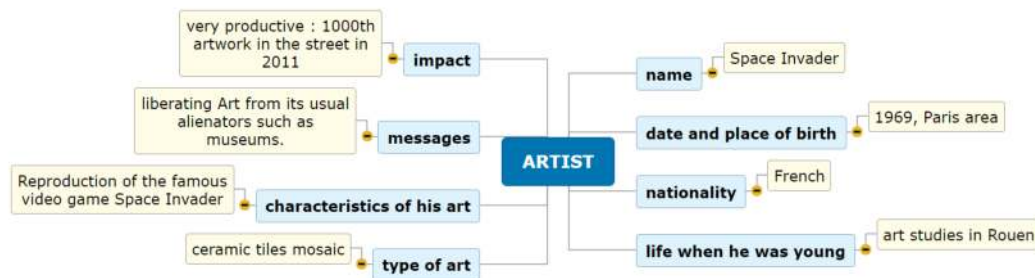 very productive : 1000th
artwork in the street in
2011
impact
liberating Art from its usual
alienators such as
museums.
messages
Reproduction of the famous
video game Space Invader
characteristics of his art
ceramic tiles mosaic
type of art
ARTIST
name
Space Invader
date and place of birth
1969, Paris area
nationality
French
life when he was young
art studies in Rouen